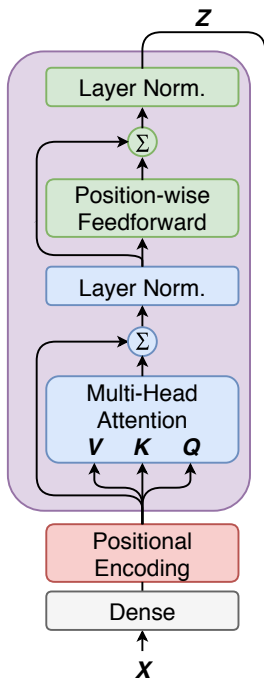 Z
Layer Norm.
Σ
Position-wise
Feedforward
Layer Norm.
Σ
Multi-Head
Attention
V K Q
Positional
Encoding
Dense
X